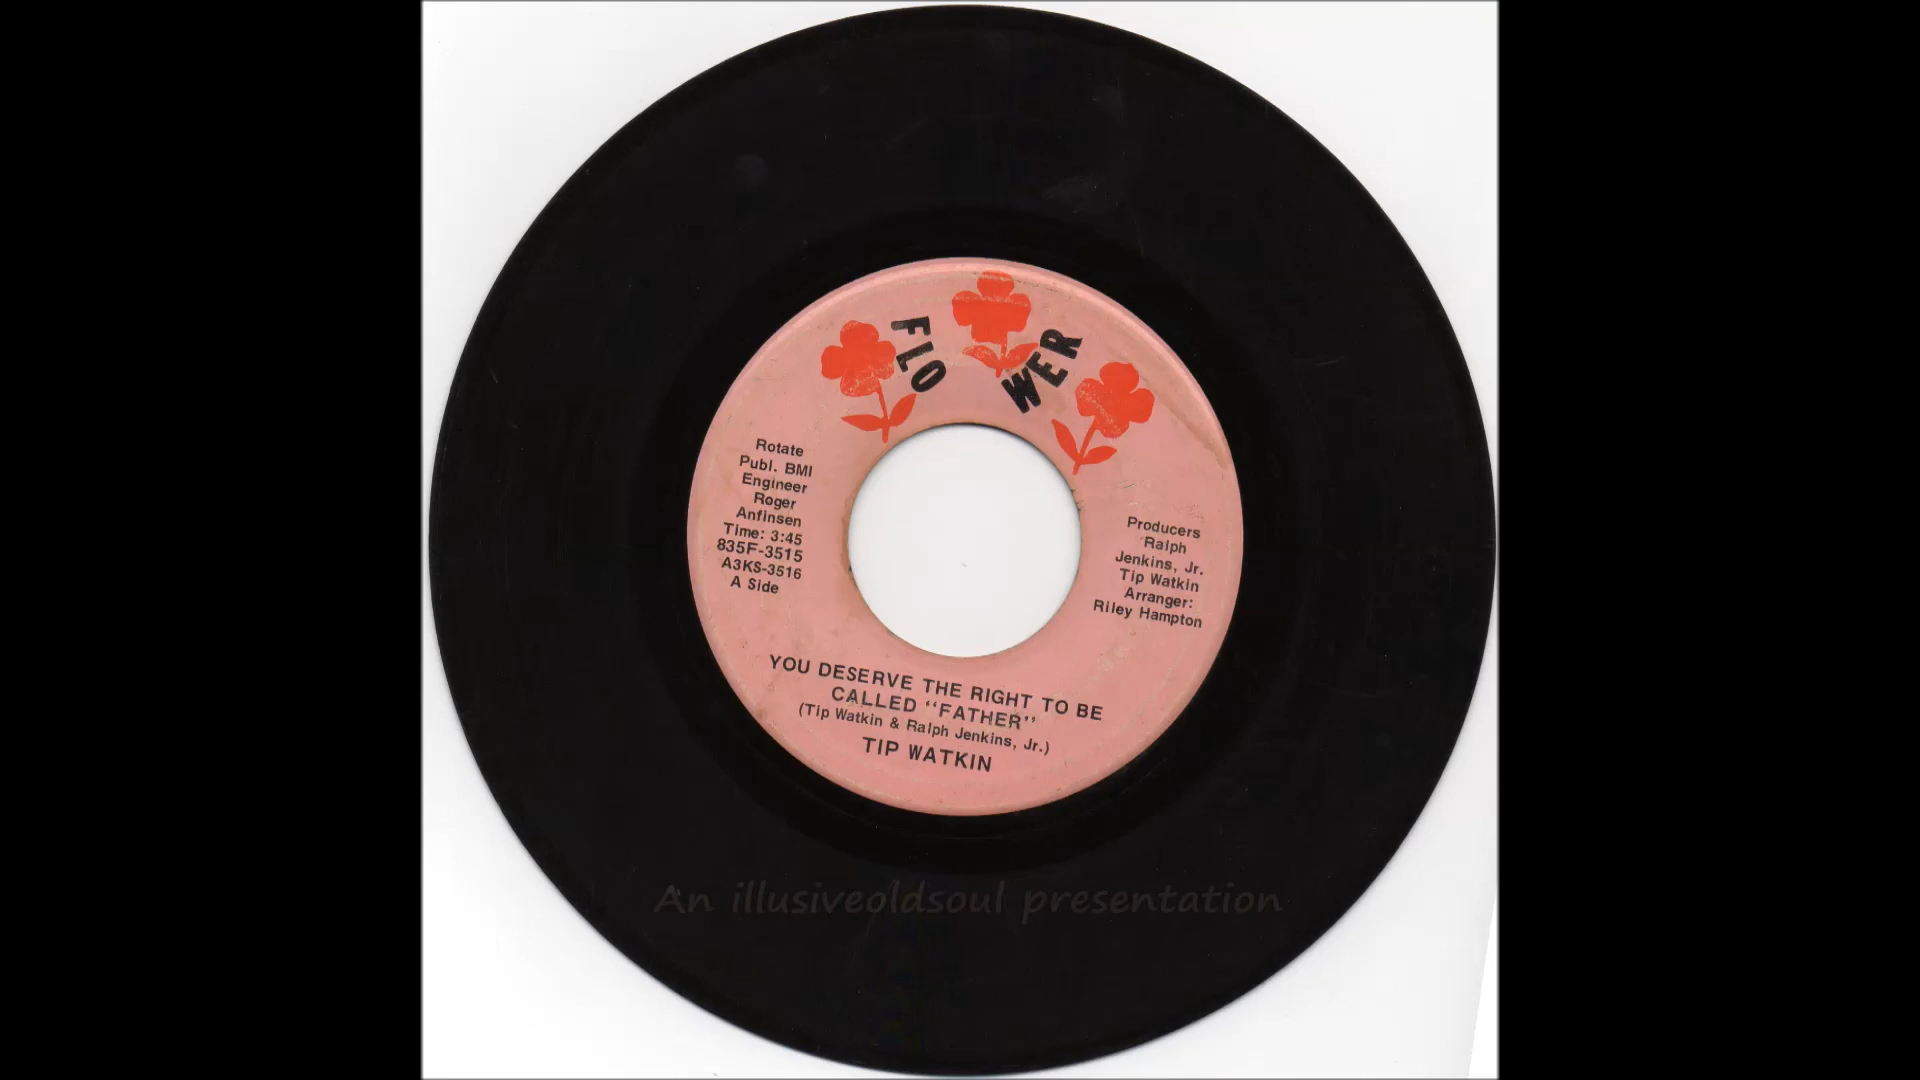 FLO WER
Rotate
Publ. BMI
Engineer
Roger
Anfinsen
Time: 3:45
835F-3515
A3KS-3516
A Side
Producers
Ralph
Jenkins, Jr.
Tip Watkin
Arranger:
Riley Hampton
YOU DESERVE THE RIGHT TO BE
CALLED "FATHER"
(Tip Watkin & Ralph Jenkins, Jr.)
TIP WATKIN
An illusiveoldsoul presentation